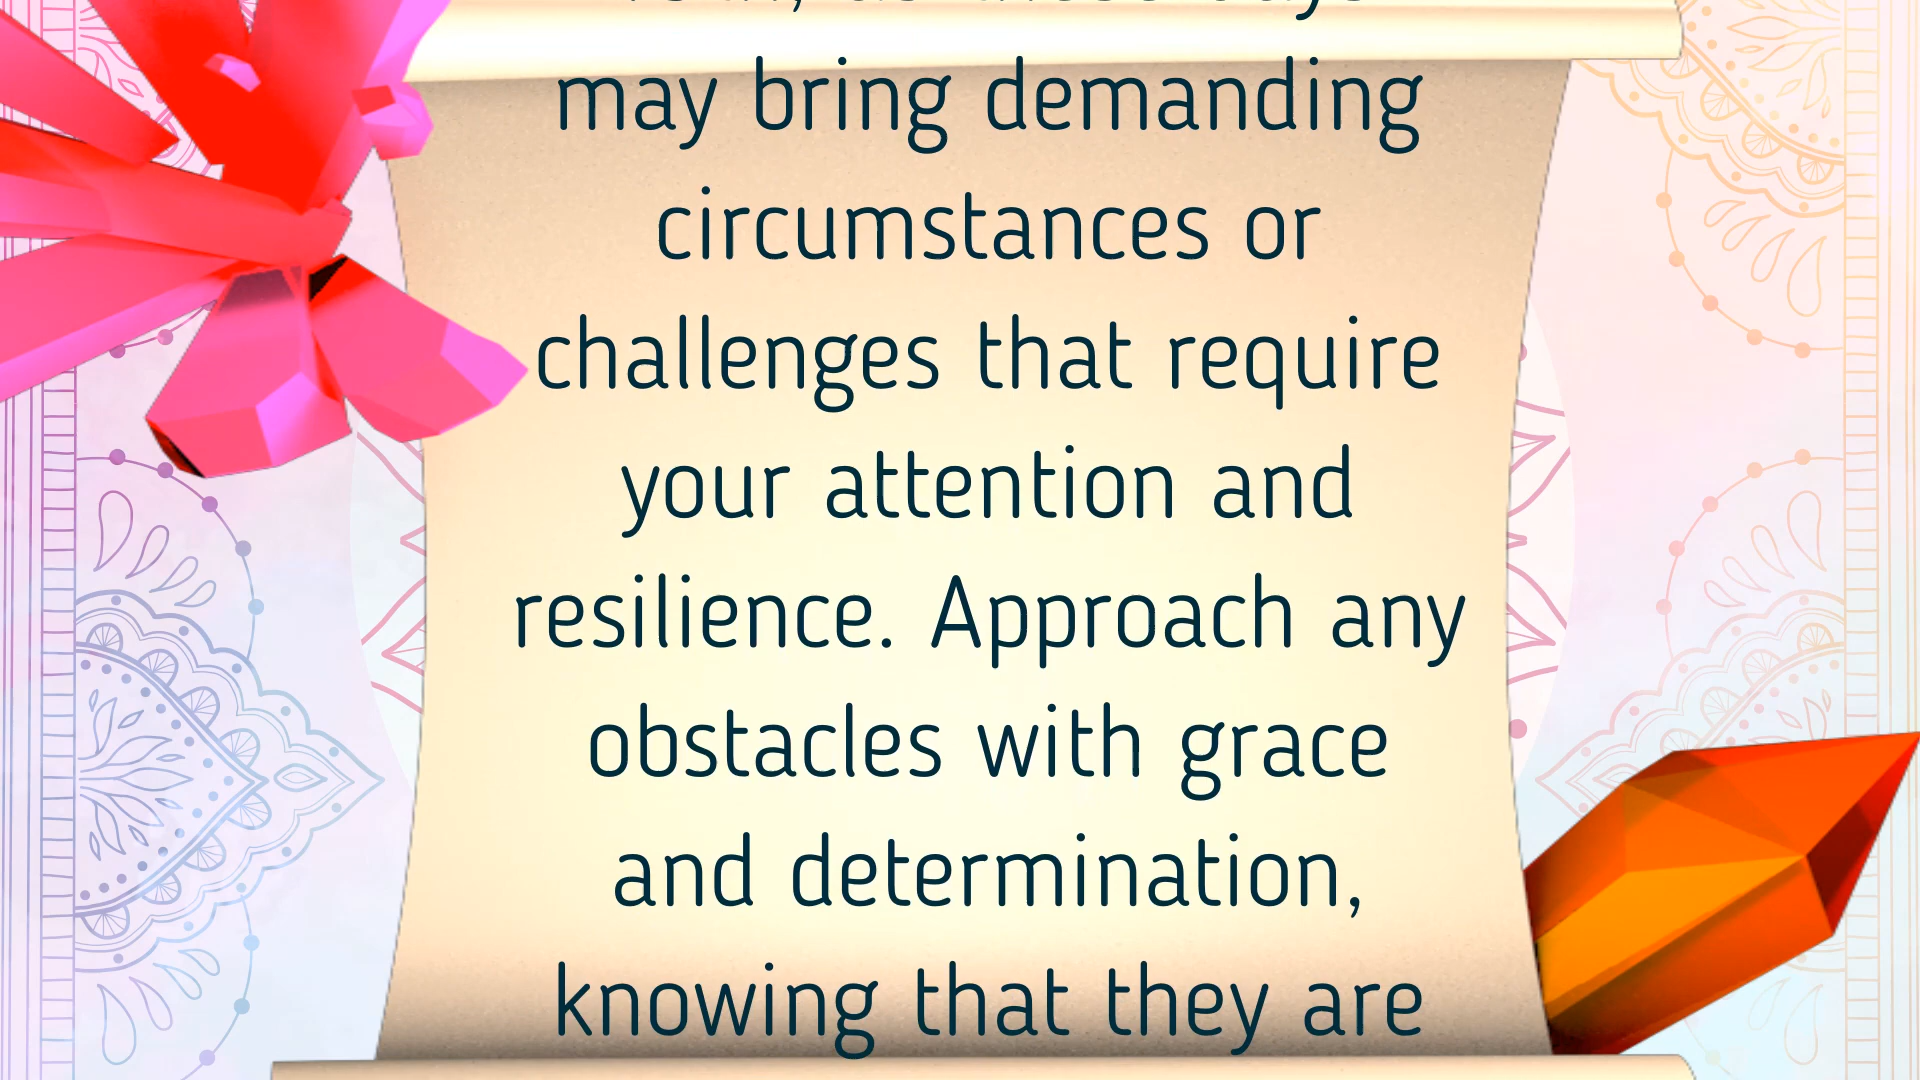 may bring demanding
circumstances or
challenges that require
your attention and
resilience. Approach any
obstacles with grace
and determination,
knowing that they are